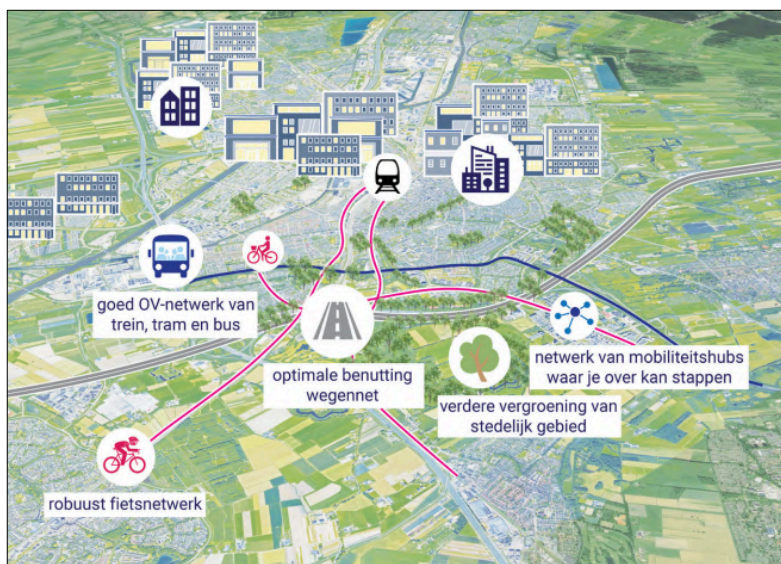 goed OV-netwerk van
trein, tram en bus
optimale benutting
wegennet
netwerk van mobiliteitshubs
waar je over kan stappen
verdere vergroening van
stedelijk gebied
robuust fietsnetwerk